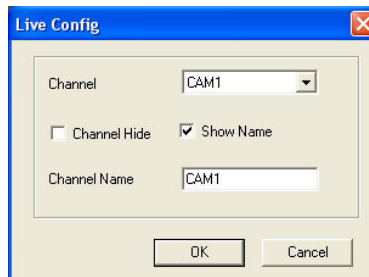 Live Config
Channel CAM1
Channel Hide Show Name
Channel Name CAM1
OK Cancel